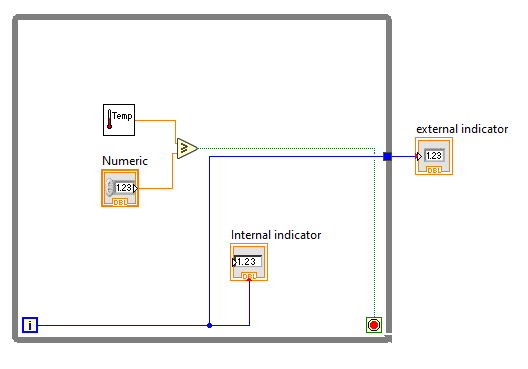 Temp
external indicator
1.23
DBL
Numeric
1.23
DBL
Internal indicator
1.23
DBL
i